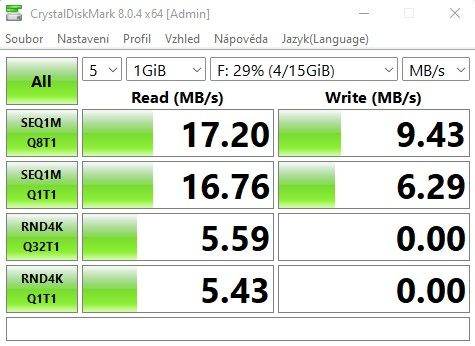 CrystalDiskMark 8.0.4 x64 [Admin]
Soubor Nastavení Profil Vzhled Nápověda Jazyk(Language)
All 5 1GiB F: 29% (4/15GiB) MB/s
Read (MB/s) Write (MB/s)
SEQ1M
Q8T1 17.20 9.43
SEQ1M
Q1T1 16.76 6.29
RND4K
Q32T1 5.59 0.00
RND4K
Q1T1 5.43 0.00